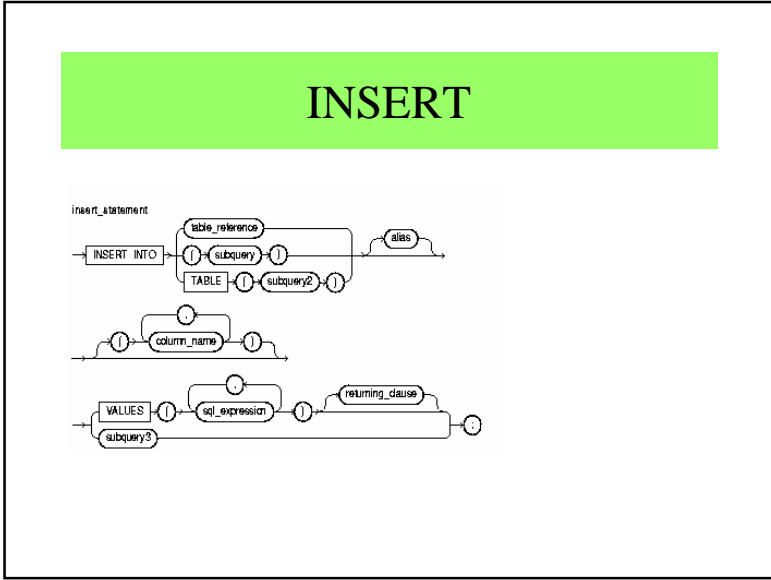 INSERT
insert_statement
table_reference
alias
INSERT INTO ( subquery )
TABLE ( subquery2 )
,
( column_name )
,
returning_clause
VALUES ( sql_expression )
subquery3 ;